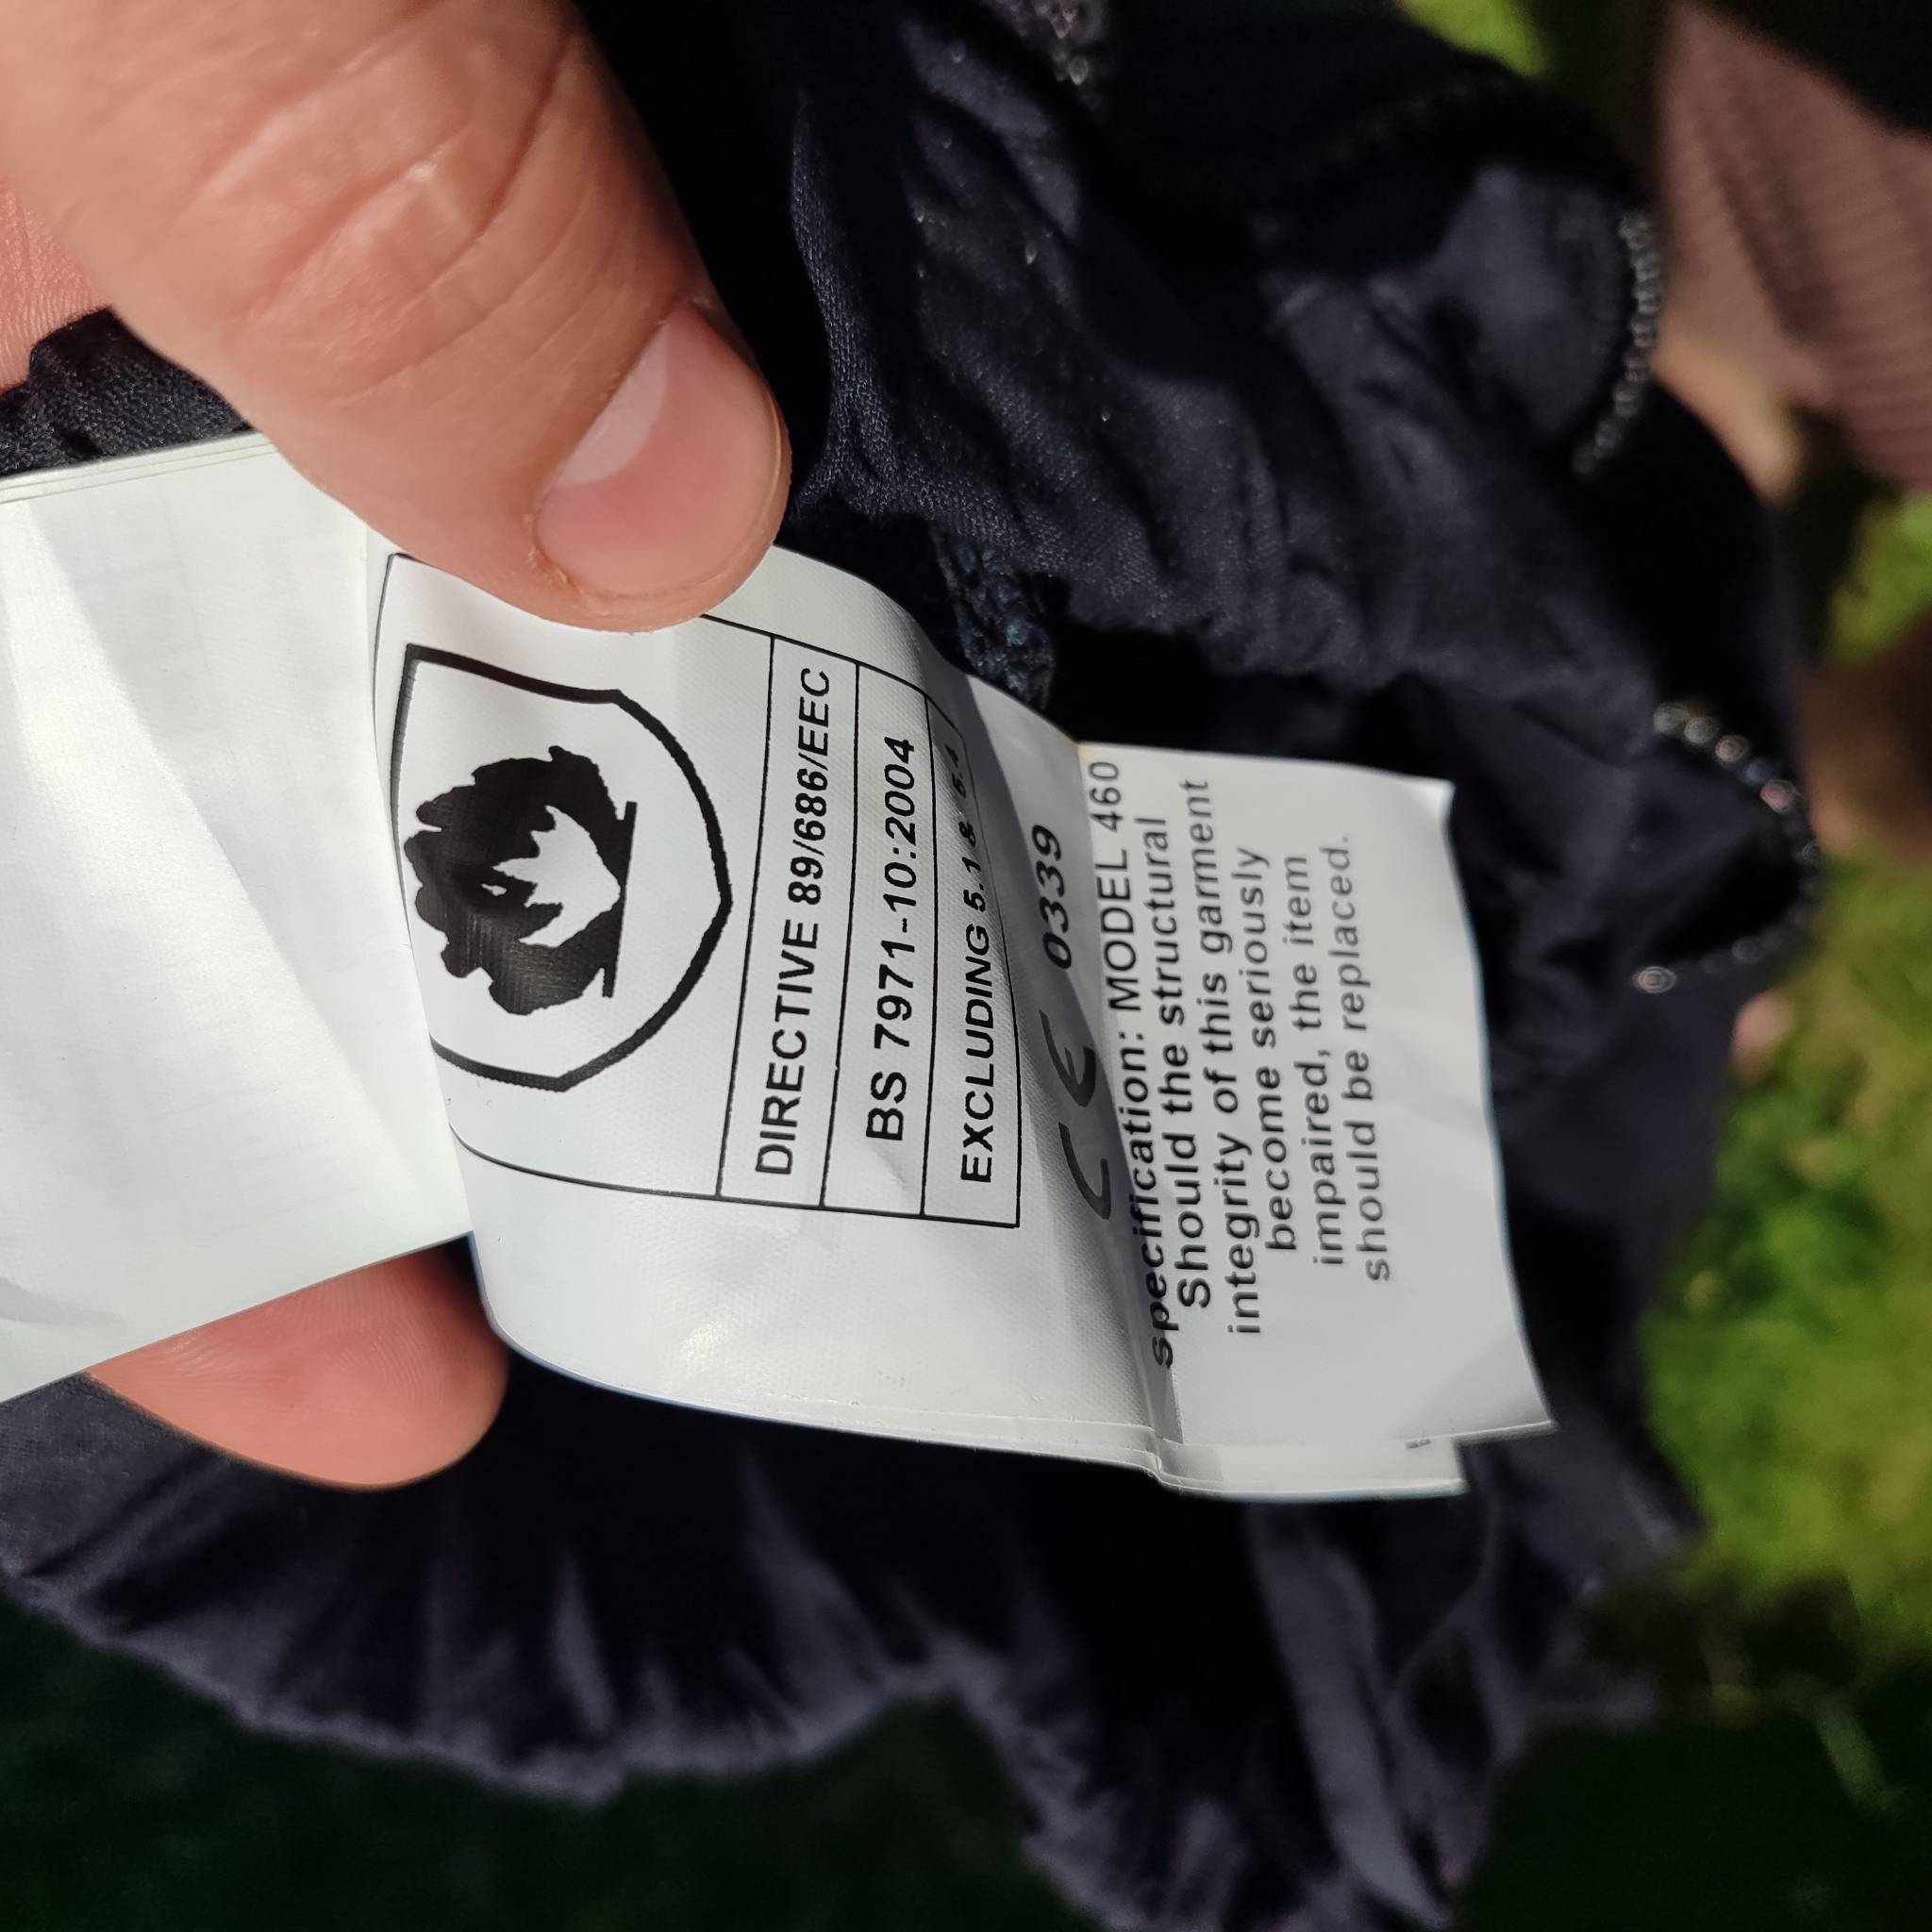 DIRECTIVE 89/686/EEC
BS 7971-10:2004
EXCLUDING 5.1 & 5.4
CE 0339
specification: MODEL 460
Should the structural
integrity of this garment
become seriously
impaired, the item
should be replaced.